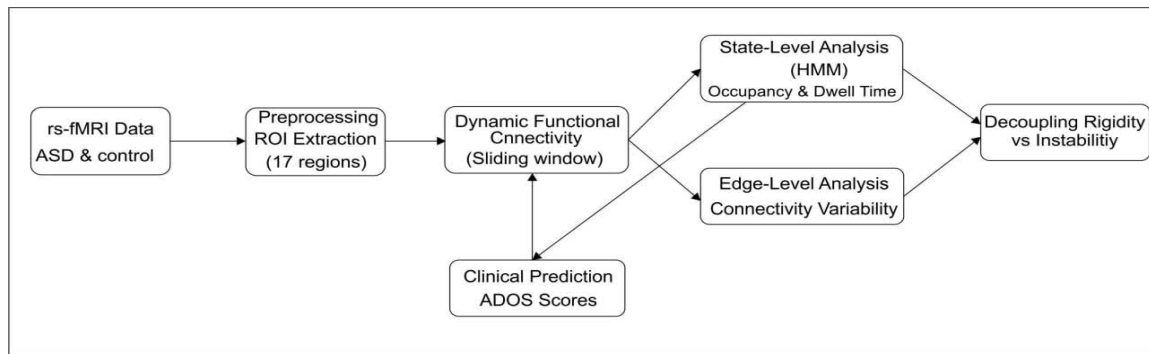 rs-fMRI Data
ASD & control
Preprocessing
ROI Extraction
(17 regions)
Dynamic Functional
Cnnectivity
(Sliding window)
State-Level Analysis
(HMM)
Occupancy & Dwell Time
Edge-Level Analysis
Connectivity Variability
Decoupling Rigidity
vs Instabilitiy
Clinical Prediction
ADOS Scores